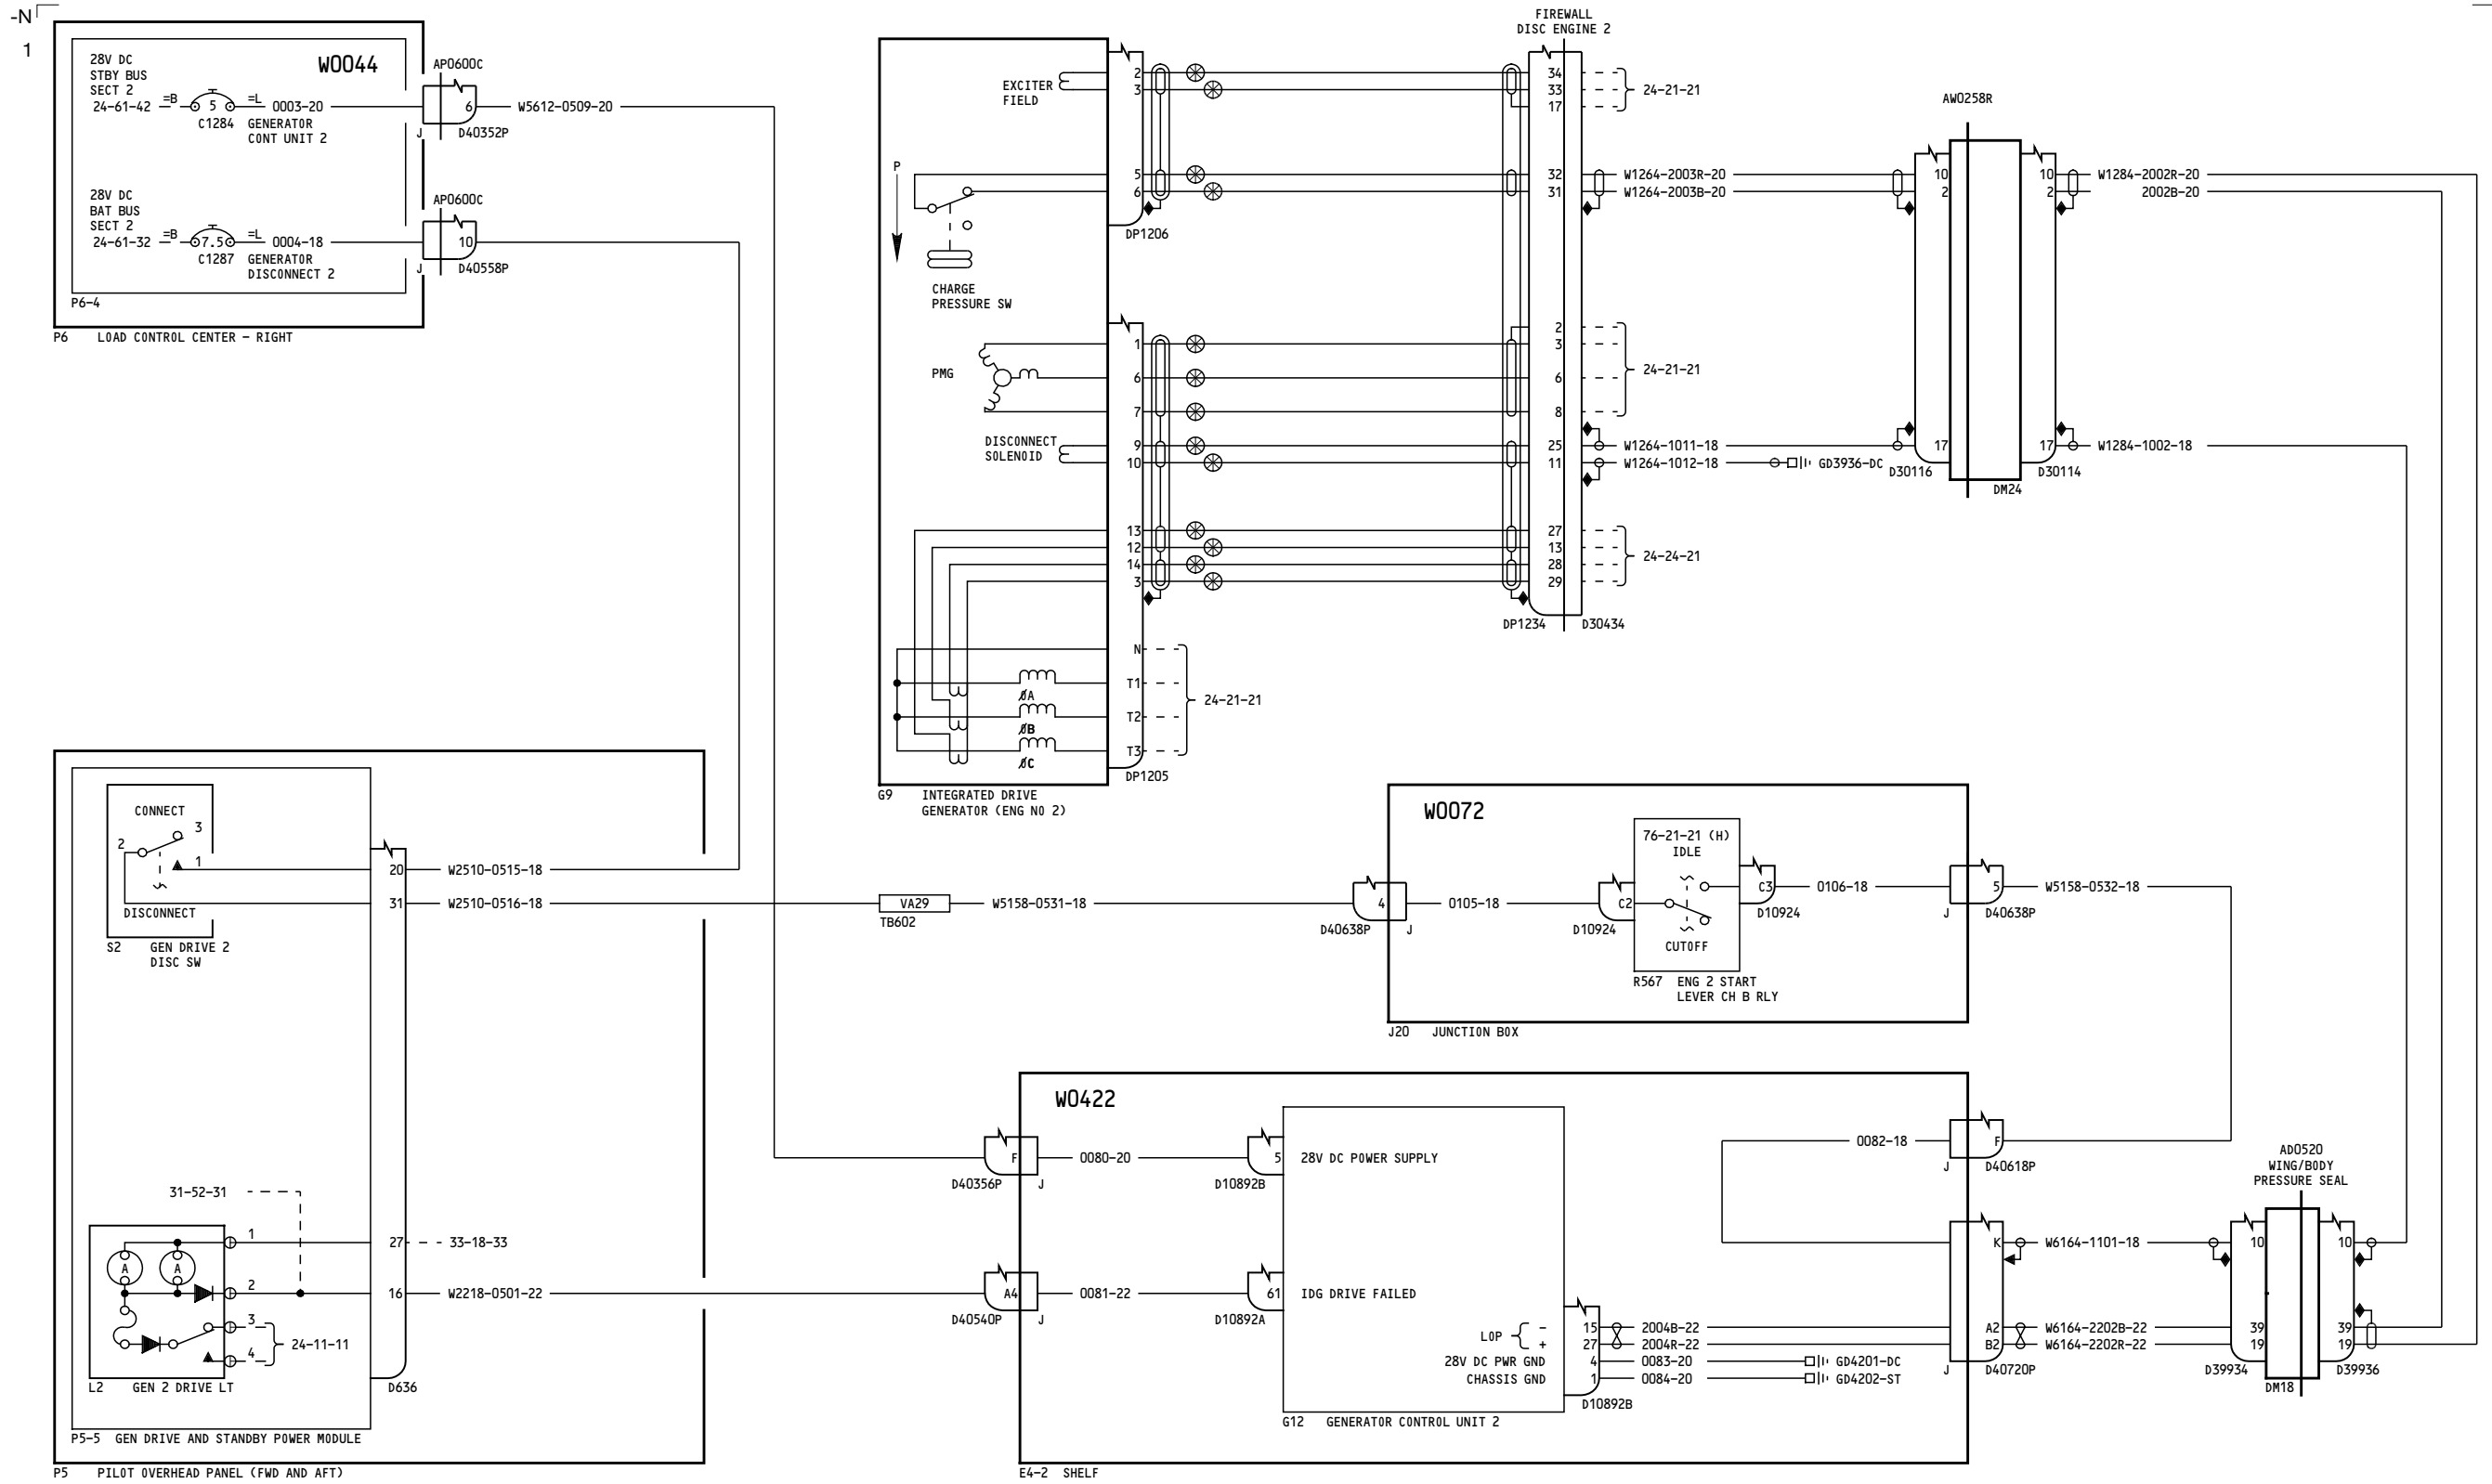 -N
1
28V DC
STBY BUS
SECT 2
24-61-42
=B
5
=L
0003-20
C1284
GENERATOR
CONT UNIT 2
W0044
AP0600C
6
W5612-0509-20
J
D40352P
28V DC
BAT BUS
SECT 2
24-61-32
=B
7.5
=L
0004-18
C1287
GENERATOR
DISCONNECT 2
AP0600C
10
J
D40558P
P6-4
P6 LOAD CONTROL CENTER – RIGHT
EXCITER
FIELD
2
3
P
5
6
DP1206
CHARGE
PRESSURE SW
PMG
1
6
7
DISCONNECT
SOLENOID
9
10
13
12
14
3
N
T1
T2
T3
ØA
ØB
ØC
24-21-21
DP1205
G9 INTEGRATED DRIVE
GENERATOR (ENG NO 2)
FIREWALL
DISC ENGINE 2
34
33
17
24-21-21
32
31
W1264-2003R-20
W1264-2003B-20
2
3
6
8
24-21-21
25
11
W1264-1011-18
W1264-1012-18
GD3936-DC
27
13
28
29
24-24-21
DP1234
D30434
AW0258R
10
2
17
D30116
DM24
10
2
17
D30114
W1284-2002R-20
2002B-20
W1284-1002-18
CONNECT
2
3
1
DISCONNECT
S2 GEN DRIVE 2
DISC SW
20
W2510-0515-18
31
W2510-0516-18
VA29
TB602
W5158-0531-18
W0072
4
D40638P
J
0105-18
C2
D10924
76-21-21 (H)
IDLE
CUTOFF
C3
D10924
0106-18
5
J
D40638P
W5158-0532-18
R567 ENG 2 START
LEVER CH B RLY
J20 JUNCTION BOX
31-52-31
A
A
1
2
3
4
24-11-11
L2 GEN 2 DRIVE LT
27
33-18-33
16
W2218-0501-22
D636
P5-5 GEN DRIVE AND STANDBY POWER MODULE
P5 PILOT OVERHEAD PANEL (FWD AND AFT)
W0422
F
D40356P
J
0080-20
5
D10892B
28V DC POWER SUPPLY
A4
D40540P
J
0081-22
61
D10892A
IDG DRIVE FAILED
LOP
–
+
28V DC PWR GND
CHASSIS GND
15
27
4
1
D10892B
2004B-22
2004R-22
0083-20
0084-20
GD4201-DC
GD4202-ST
G12 GENERATOR CONTROL UNIT 2
E4-2 SHELF
0082-18
F
J
D40618P
K
A2
B2
J
D40720P
W6164-1101-18
W6164-2202B-22
W6164-2202R-22
AD0520
WING/BODY
PRESSURE SEAL
10
39
19
D39934
DM18
10
39
19
D39936